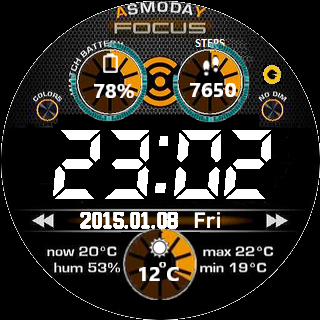 ASMODAY
FOCUS
WATCH BATTERY
STEPS
78%
7650
COLORS
NO DIM
23:02
2015.01.08 Fri
now 20°C
max 22°C
hum 53%
12°C
min 19°C